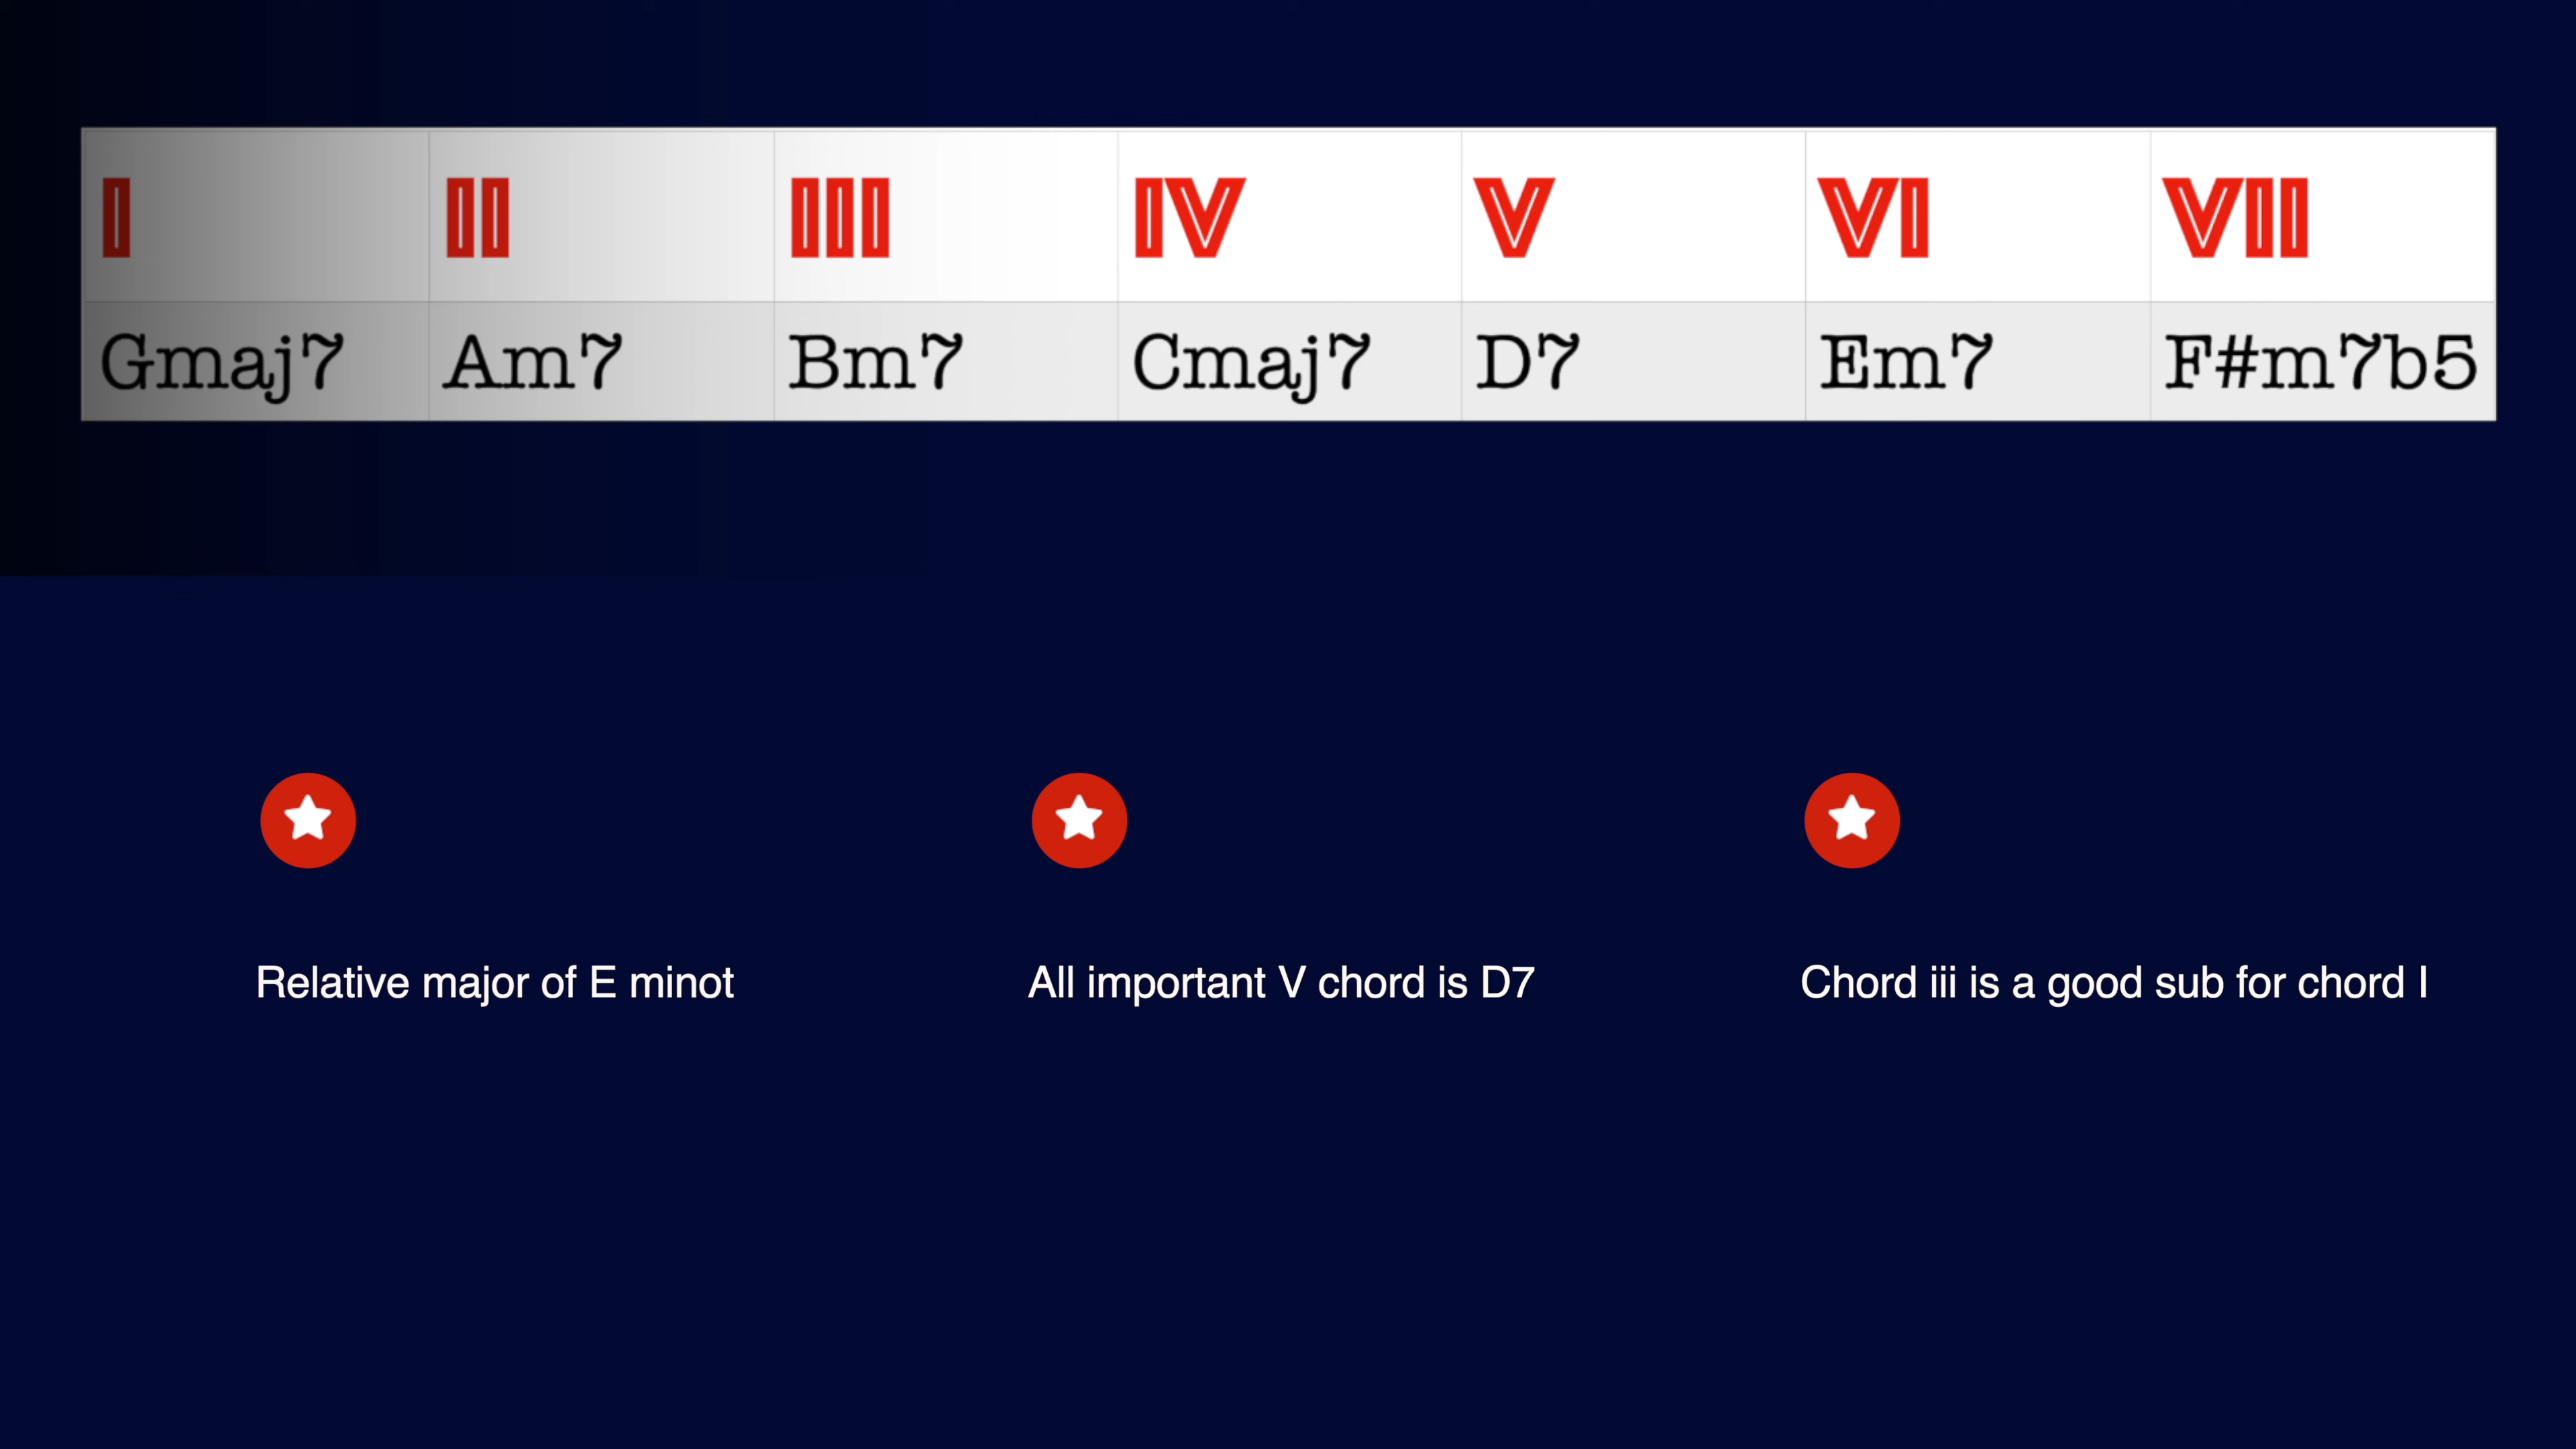 I II III IV V VI VII
Gmaj7 Am7 Bm7 Cmaj7 D7 Em7 F#m7b5
Relative major of E minot
All important V chord is D7
Chord iii is a good sub for chord I